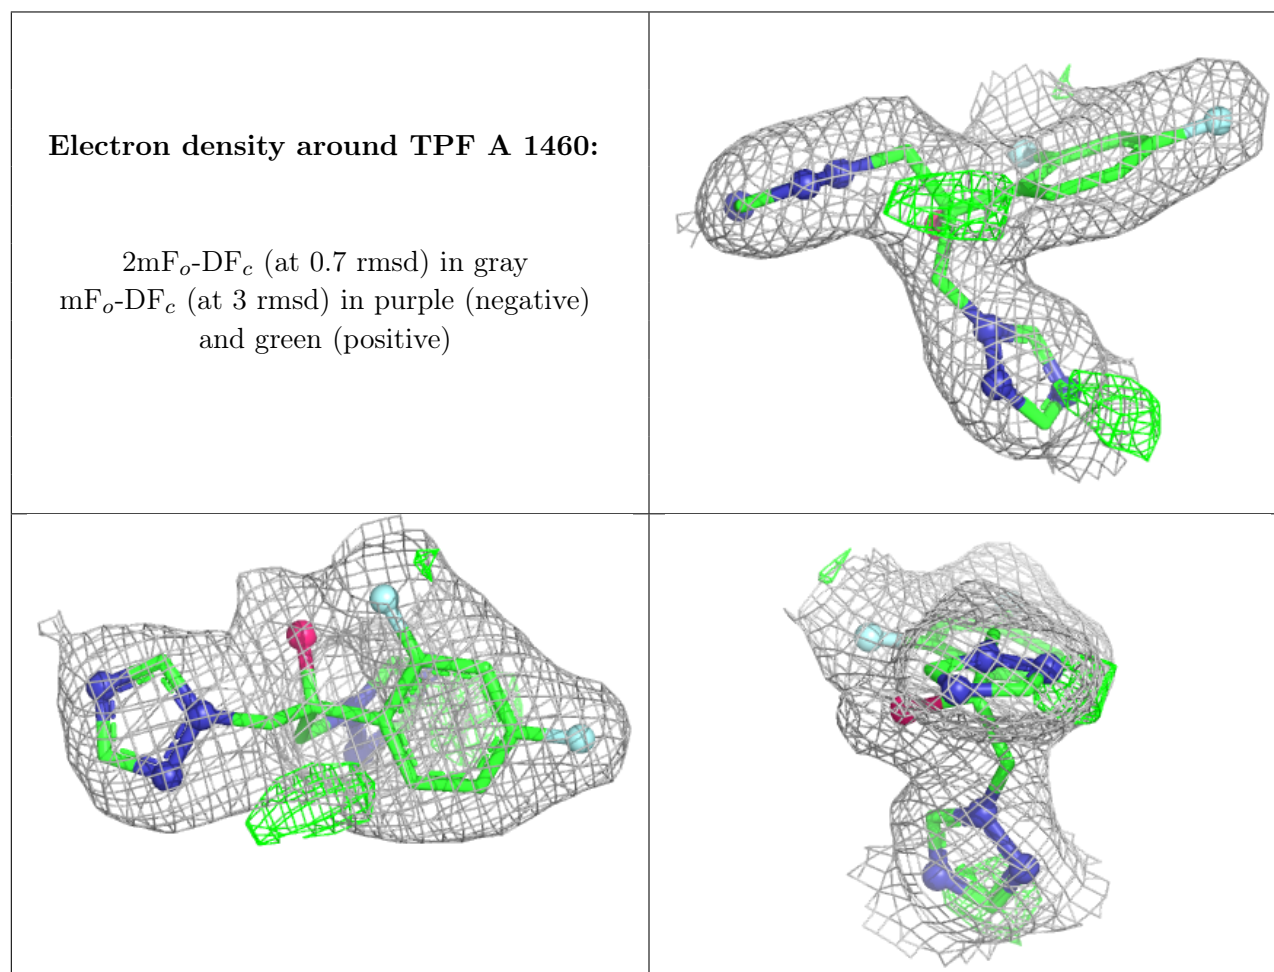 Electron density around TPF A 1460:
2mFo-DFc (at 0.7 rmsd) in gray
mFo-DFc (at 3 rmsd) in purple (negative)
and green (positive)